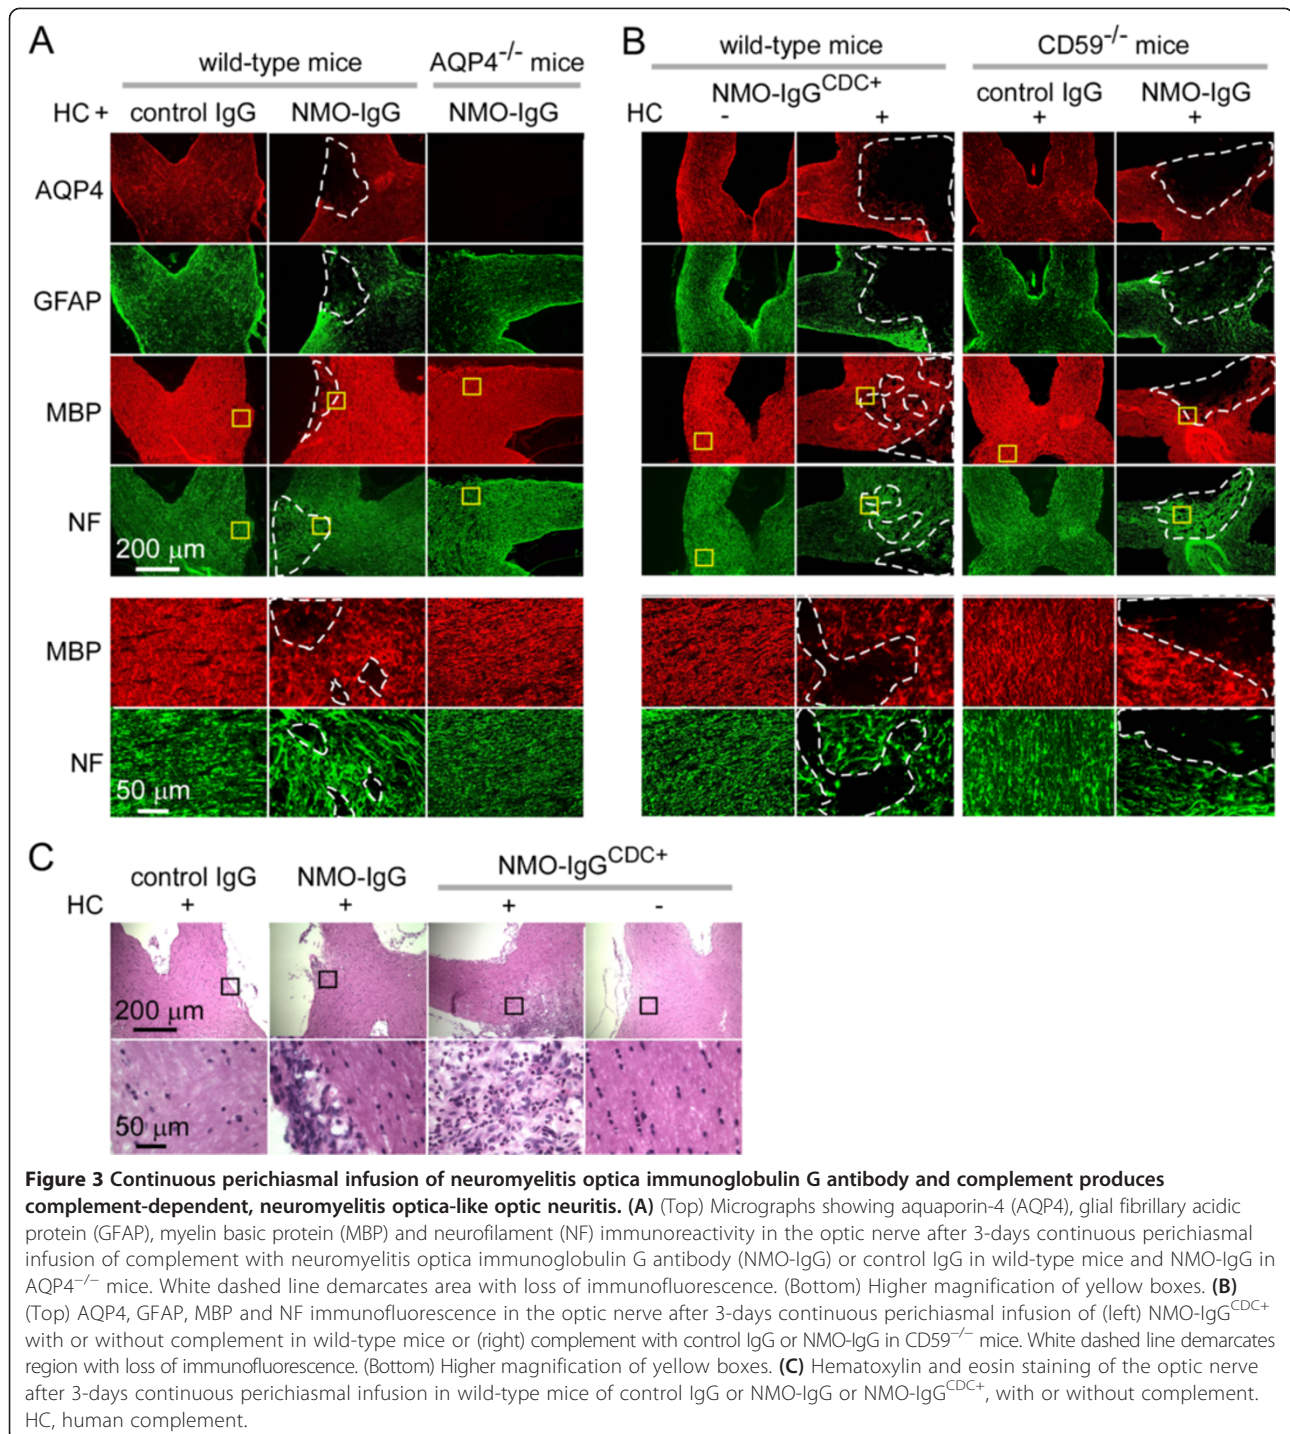 A
wild-type mice
AQP4-/- mice
HC +
control IgG
NMO-IgG
NMO-IgG
AQP4
GFAP
MBP
NF
200 μm
MBP
NF
50 μm
B
wild-type mice
CD59-/- mice
NMO-IgGCDC+
control IgG
NMO-IgG
HC
-
+
+
+
C
control IgG
NMO-IgG
NMO-IgGCDC+
HC
+
+
+
-
200 μm
50 μm
Figure 3 Continuous perichiasmal infusion of neuromyelitis optica immunoglobulin G antibody and complement produces
complement-dependent, neuromyelitis optica-like optic neuritis. (A) (Top) Micrographs showing aquaporin-4 (AQP4), glial fibrillary acidic
protein (GFAP), myelin basic protein (MBP) and neurofilament (NF) immunoreactivity in the optic nerve after 3-days continuous perichiasmal
infusion of complement with neuromyelitis optica immunoglobulin G antibody (NMO-IgG) or control IgG in wild-type mice and NMO-IgG in
AQP4−/− mice. White dashed line demarcates area with loss of immunofluorescence. (Bottom) Higher magnification of yellow boxes. (B)
(Top) AQP4, GFAP, MBP and NF immunofluorescence in the optic nerve after 3-days continuous perichiasmal infusion of (left) NMO-IgGCDC+
with or without complement in wild-type mice or (right) complement with control IgG or NMO-IgG in CD59−/− mice. White dashed line demarcates
region with loss of immunofluorescence. (Bottom) Higher magnification of yellow boxes. (C) Hematoxylin and eosin staining of the optic nerve
after 3-days continuous perichiasmal infusion in wild-type mice of control IgG or NMO-IgG or NMO-IgGCDC+, with or without complement.
HC, human complement.